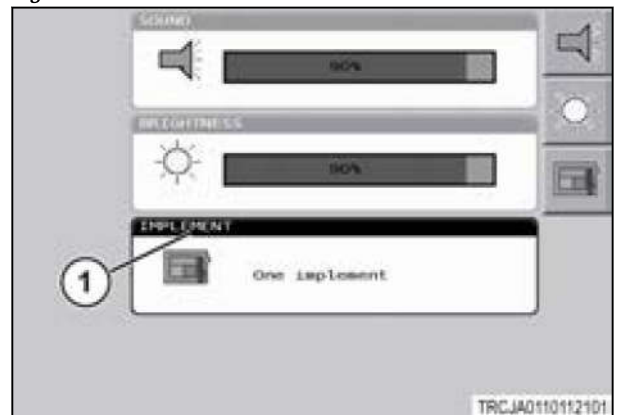 SOUND
90%
BRIGHTNESS
90%
IMPLEMENT
1
One implement
TRCJA0110112101